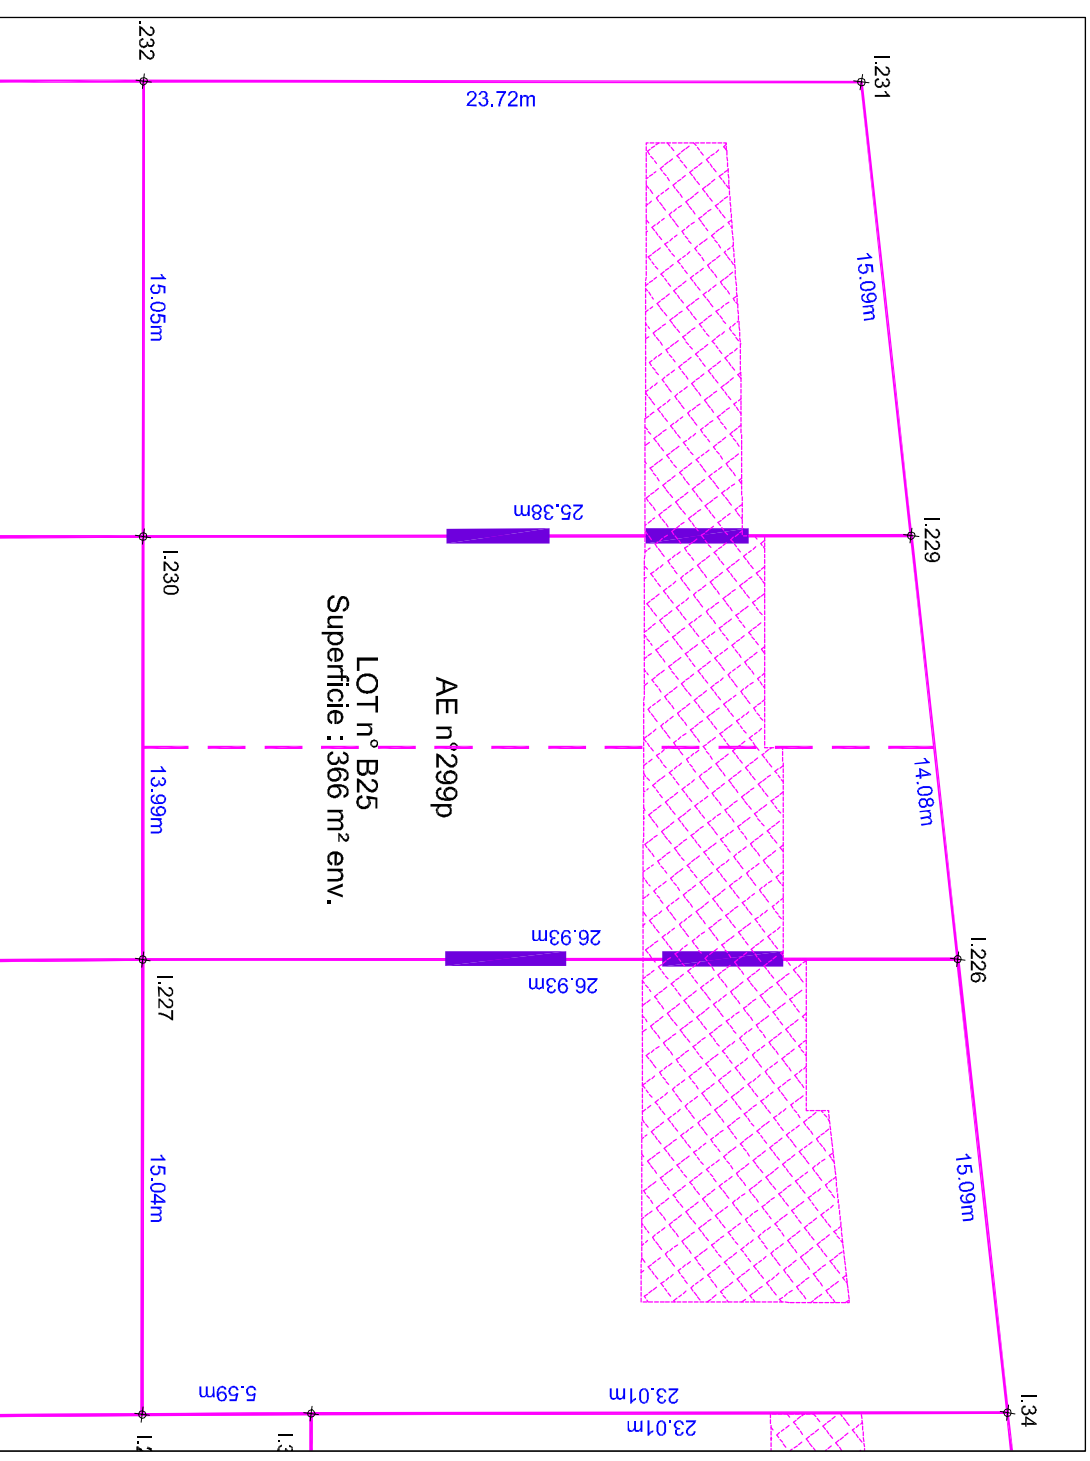 .232
I.231
23.72m
15.05m
15.09m
25.38m
I.229
I.230
AE n°299p
LOT n° B25
Superficie : 366 m² env.
13.99m
14.08m
26.93m
26.93m
I.226
I.227
15.04m
15.09m
5.59m
23.01m
23.01m
I.34